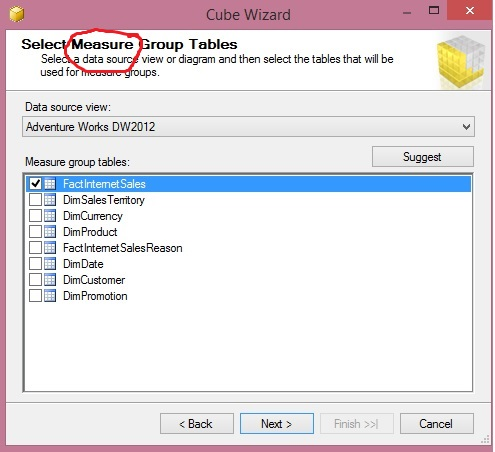 Cube Wizard
Select Measure Group Tables
Select a data source view or diagram and then select the tables that will be
used for measure groups.
Data source view:
Adventure Works DW2012
Measure group tables:
Suggest
FactInternetSales
DimSalesTerritory
DimCurrency
DimProduct
FactInternetSalesReason
DimDate
DimCustomer
DimPromotion
< Back
Next >
Finish >>|
Cancel